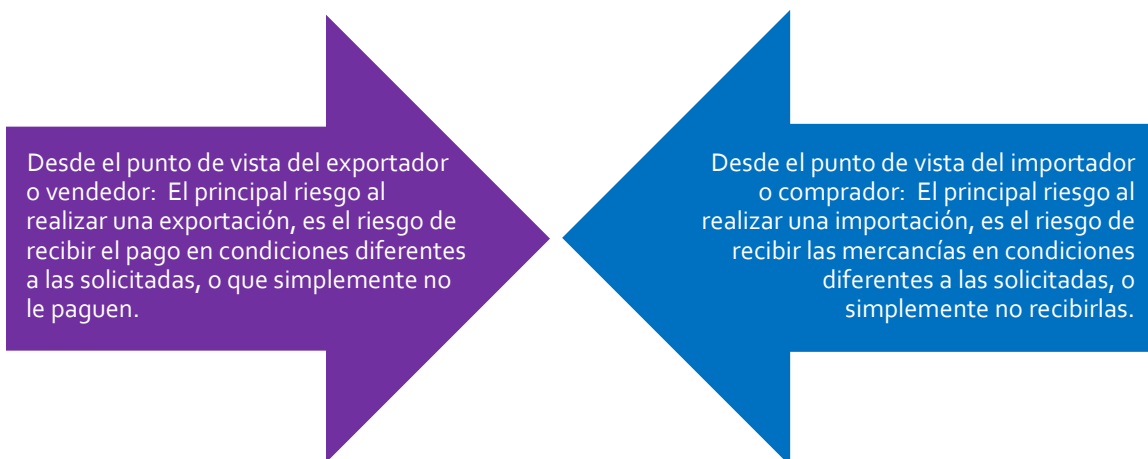 Desde el punto de vista del exportador
o vendedor:  El principal riesgo al
realizar una exportación, es el riesgo de
recibir el pago en condiciones diferentes
a las solicitadas, o que simplemente no
le paguen.
Desde el punto de vista del importador
o comprador:  El principal riesgo al
realizar una importación, es el riesgo de
recibir las mercancías en condiciones
diferentes a las solicitadas, o
simplemente no recibirlas.